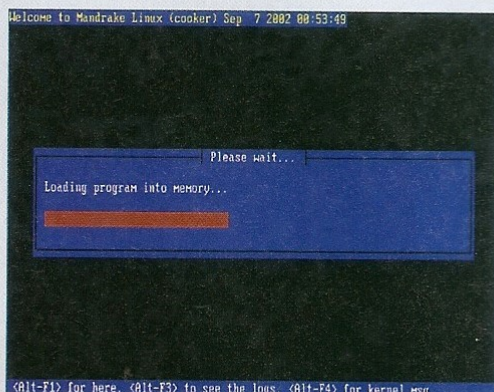 Welcome to Mandrake Linux (cooker) Sep  7 2002 00:53:49
Please wait...
Loading program into memory...
<Alt-F1> for here, <Alt-F3> to see the logs, <Alt-F4> for kernel msg